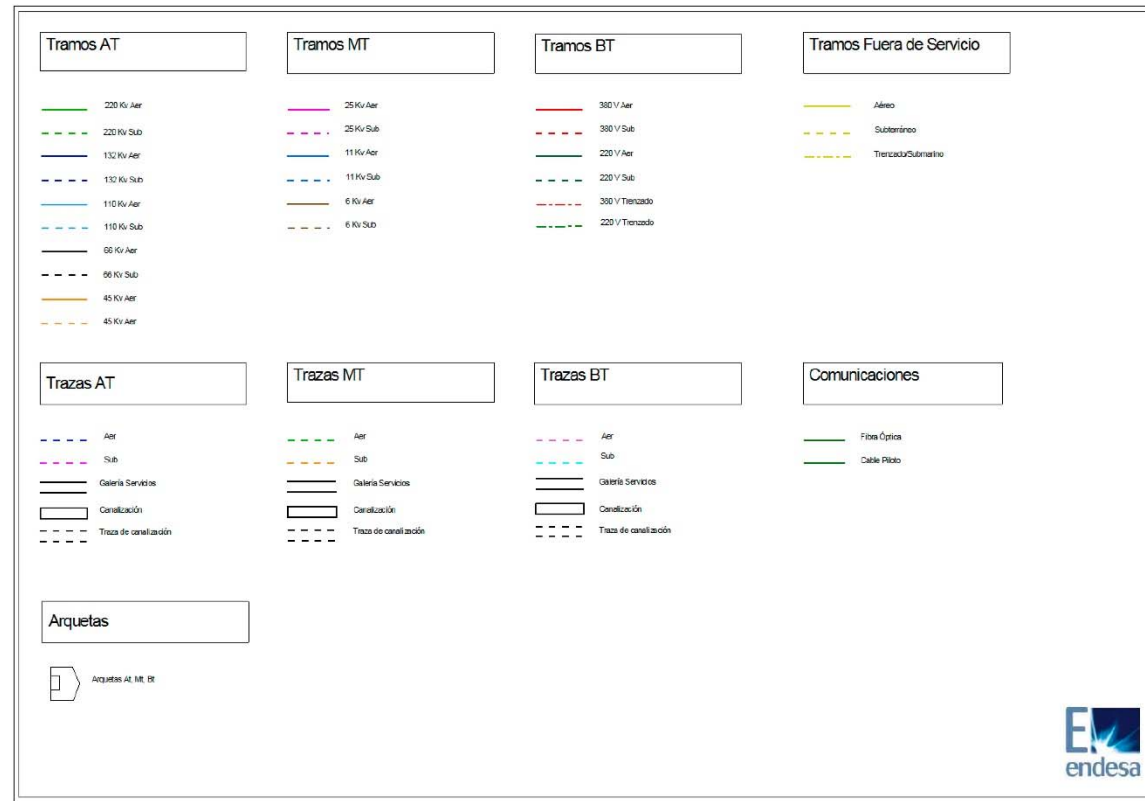 Tramos AT
220 Kv Aer
220 Kv Sub
132 Kv Aer
132 Kv Sub
110 Kv Aer
110 Kv Sub
66 Kv Aer
66 Kv Sub
45 Kv Aer
45 Kv Aer
Tramos MT
25 Kv Aer
25 Kv Sub
11 Kv Aer
11 Kv Sub
6 Kv Aer
6 Kv Sub
Tramos BT
380 V Aer
380 V Sub
220 V Aer
220 V Sub
380 V Trenzado
220 V Trenzado
Tramos Fuera de Servicio
Aéreo
Subterráneo
Trenzado/Submarino
Trazas AT
Aer
Sub
Galería Servicios
Canalización
Traza de canalización
Trazas MT
Aer
Sub
Galería Servicios
Canalización
Traza de canalización
Trazas BT
Aer
Sub
Galería Servicios
Canalización
Traza de canalización
Comunicaciones
Fibra Óptica
Cable Piloto
Arquetas
Arquetas At, Mt, Bt
E
endesa